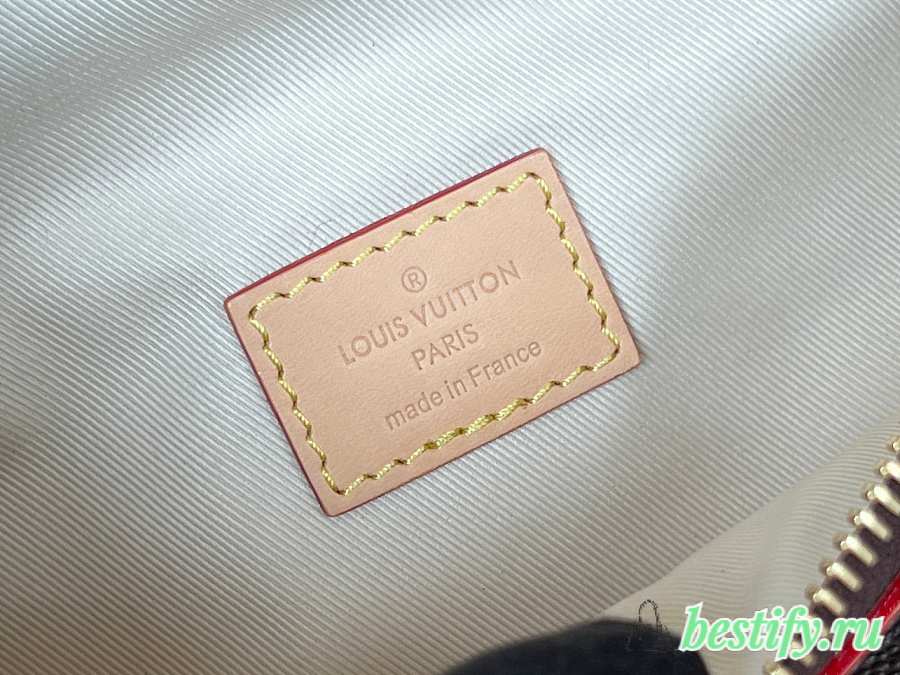 ®
LOUIS VUITTON
PARIS
made in France
bestify.ru